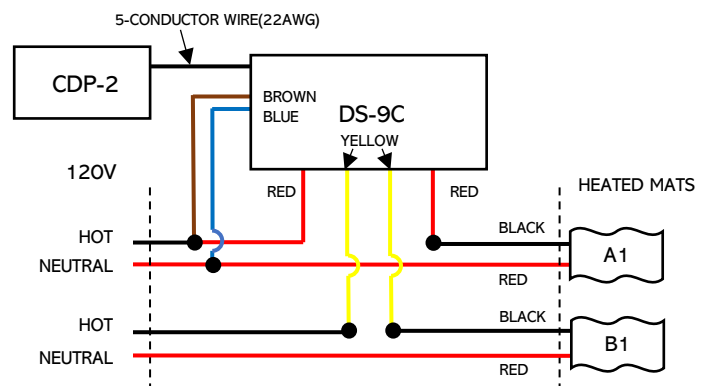 5-CONDUCTOR WIRE(22AWG)
CDP-2
BROWN
BLUE
DS-9C
YELLOW
120V
RED
RED
HEATED MATS
HOT
BLACK
A1
NEUTRAL
RED
HOT
BLACK
B1
NEUTRAL
RED